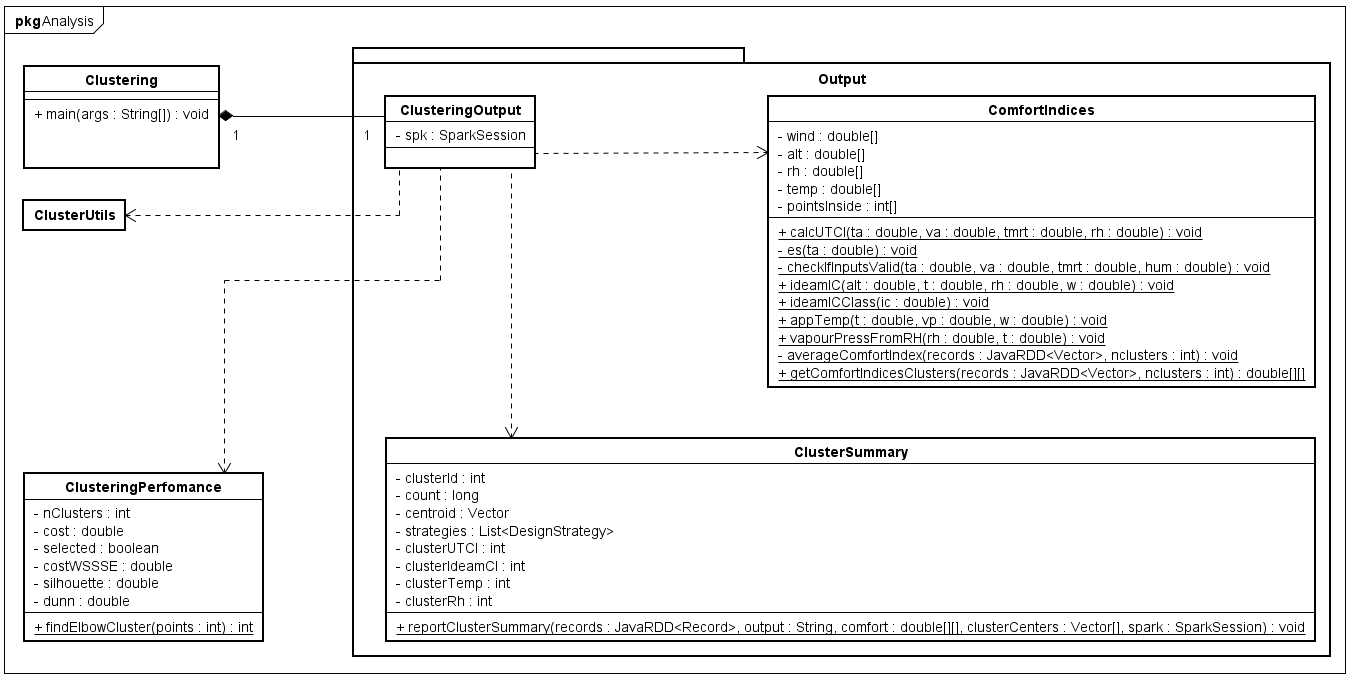 pkg Analysis
Clustering
+ main(args : String[]) : void
1
1
ClusterUtils
Output
ClusteringOutput
- spk : SparkSession
ComfortIndices
- wind : double[]
- alt : double[]
- rh : double[]
- temp : double[]
- pointsInside : int[]
+ calcUTCI(ta : double, va : double, tmrt : double, rh : double) : void
- es(ta : double) : void
- checkIfInputsValid(ta : double, va : double, tmrt : double, hum : double) : void
+ ideamIC(alt : double, t : double, rh : double, w : double) : void
+ ideamICClass(ic : double) : void
+ appTemp(t : double, vp : double, w : double) : void
+ vapourPressFromRH(rh : double, t : double) : void
- averageComfortIndex(records : JavaRDD<Vector>, nclusters : int) : void
+ getComfortIndicesClusters(records : JavaRDD<Vector>, nclusters : int) : double[][]
ClusteringPerfomance
- nClusters : int
- cost : double
- selected : boolean
- costWSSSE : double
- silhouette : double
- dunn : double
+ findElbowCluster(points : int) : int
ClusterSummary
- clusterId : int
- count : long
- centroid : Vector
- strategies : List<DesignStrategy>
- clusterUTCI : int
- clusterIdeamCI : int
- clusterTemp : int
- clusterRh : int
+ reportClusterSummary(records : JavaRDD<Record>, output : String, comfort : double[][], clusterCenters : Vector[], spark : SparkSession) : void